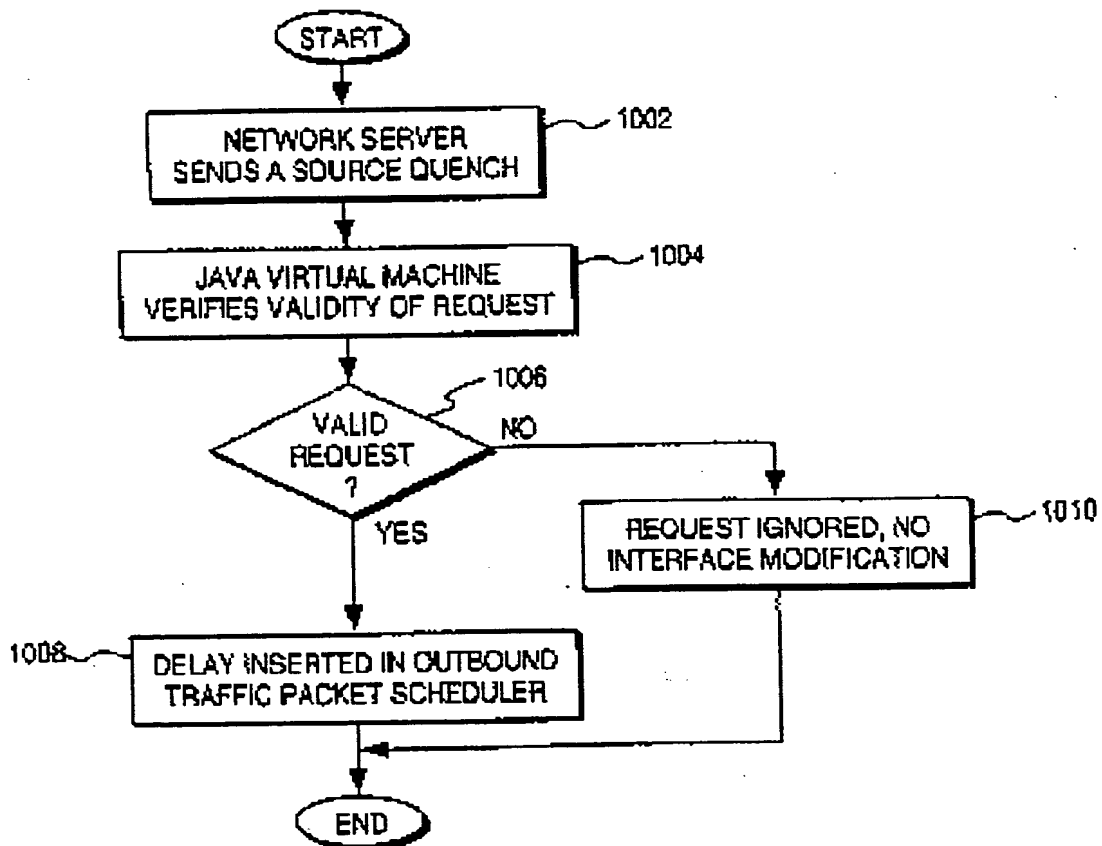 START
NETWORK SERVER
SENDS A SOURCE QUENCH
1002
JAVA VIRTUAL MACHINE
VERIFIES VALIDITY OF REQUEST
1004
1006
VALID
REQUEST
?
NO
YES
REQUEST IGNORED, NO
INTERFACE MODIFICATION
1010
1008
DELAY INSERTED IN OUTBOUND
TRAFFIC PACKET SCHEDULER
END